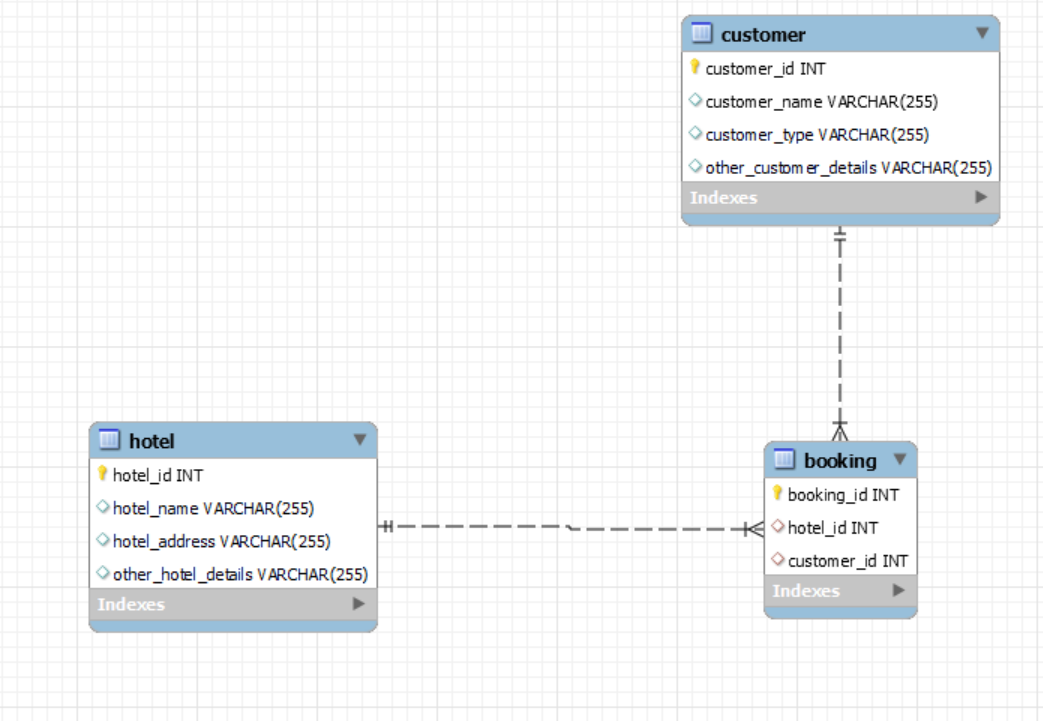 customer
customer_id INT
customer_name VARCHAR(255)
customer_type VARCHAR(255)
other_customer_details VARCHAR(255)
Indexes
hotel
hotel_id INT
hotel_name VARCHAR(255)
hotel_address VARCHAR(255)
other_hotel_details VARCHAR(255)
Indexes
booking
booking_id INT
hotel_id INT
customer_id INT
Indexes